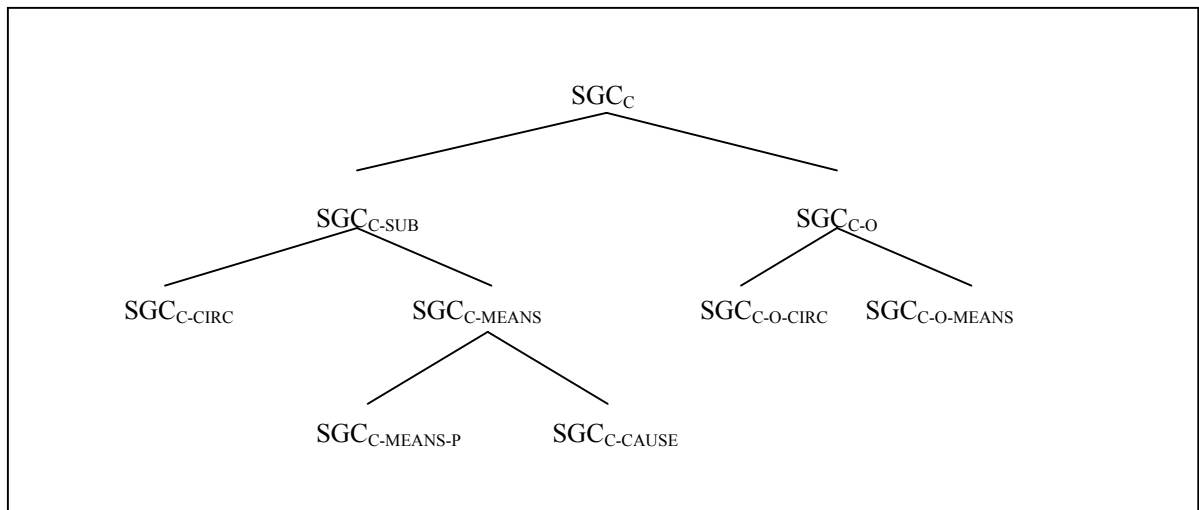 SGC_C
SGC_C-SUB SGC_C-O
SGC_C-CIRC SGC_C-MEANS SGC_C-O-CIRC SGC_C-O-MEANS
SGC_C-MEANS-P SGC_C-CAUSE